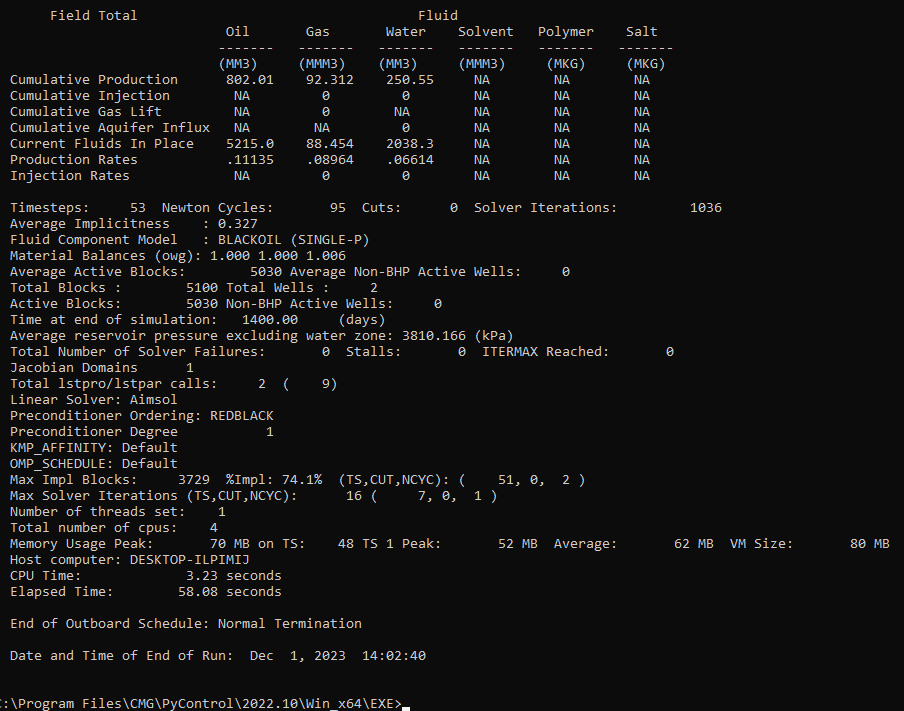 Field Total Fluid
Oil Gas Water Solvent Polymer Salt
------- ------- ------- ------- ------- -------
(MM3) (MMM3) (MM3) (MMM3) (MKG) (MKG)
Cumulative Production 802.01 92.312 250.55 NA NA NA
Cumulative Injection NA 0 0 NA NA NA
Cumulative Gas Lift NA 0 NA NA NA NA
Cumulative Aquifer Influx NA NA 0 NA NA NA
Current Fluids In Place 5215.0 88.454 2038.3 NA NA NA
Production Rates .11135 .08964 .06614 NA NA NA
Injection Rates NA 0 0 NA NA NA
Timesteps: 53 Newton Cycles: 95 Cuts: 0 Solver Iterations: 1036
Average Implicitness : 0.327
Fluid Component Model : BLACKOIL (SINGLE-P)
Material Balances (owg): 1.000 1.000 1.006
Average Active Blocks: 5030 Average Non-BHP Active Wells: 0
Total Blocks : 5100 Total Wells : 2
Active Blocks: 5030 Non-BHP Active Wells: 0
Time at end of simulation: 1400.00 (days)
Average reservoir pressure excluding water zone: 3810.166 (kPa)
Total Number of Solver Failures: 0 Stalls: 0 ITERMAX Reached: 0
Jacobian Domains 1
Total lstpro/lstpar calls: 2 ( 9)
Linear Solver: Aimsol
Preconditioner Ordering: REDBLACK
Preconditioner Degree 1
KMP_AFFINITY: Default
OMP_SCHEDULE: Default
Max Impl Blocks: 3729 %Impl: 74.1% (TS,CUT,NCYC): ( 51, 0, 2 )
Max Solver Iterations (TS,CUT,NCYC): 16 ( 7, 0, 1 )
Number of threads set: 1
Total number of cpus: 4
Memory Usage Peak: 70 MB on TS: 48 TS 1 Peak: 52 MB Average: 62 MB VM Size: 80 MB
Host computer: DESKTOP-ILPIMIJ
CPU Time: 3.23 seconds
Elapsed Time: 58.08 seconds
End of Outboard Schedule: Normal Termination
Date and Time of End of Run: Dec 1, 2023 14:02:40
:\Program Files\CMG\PyControl\2022.10\Win_x64\EXE>